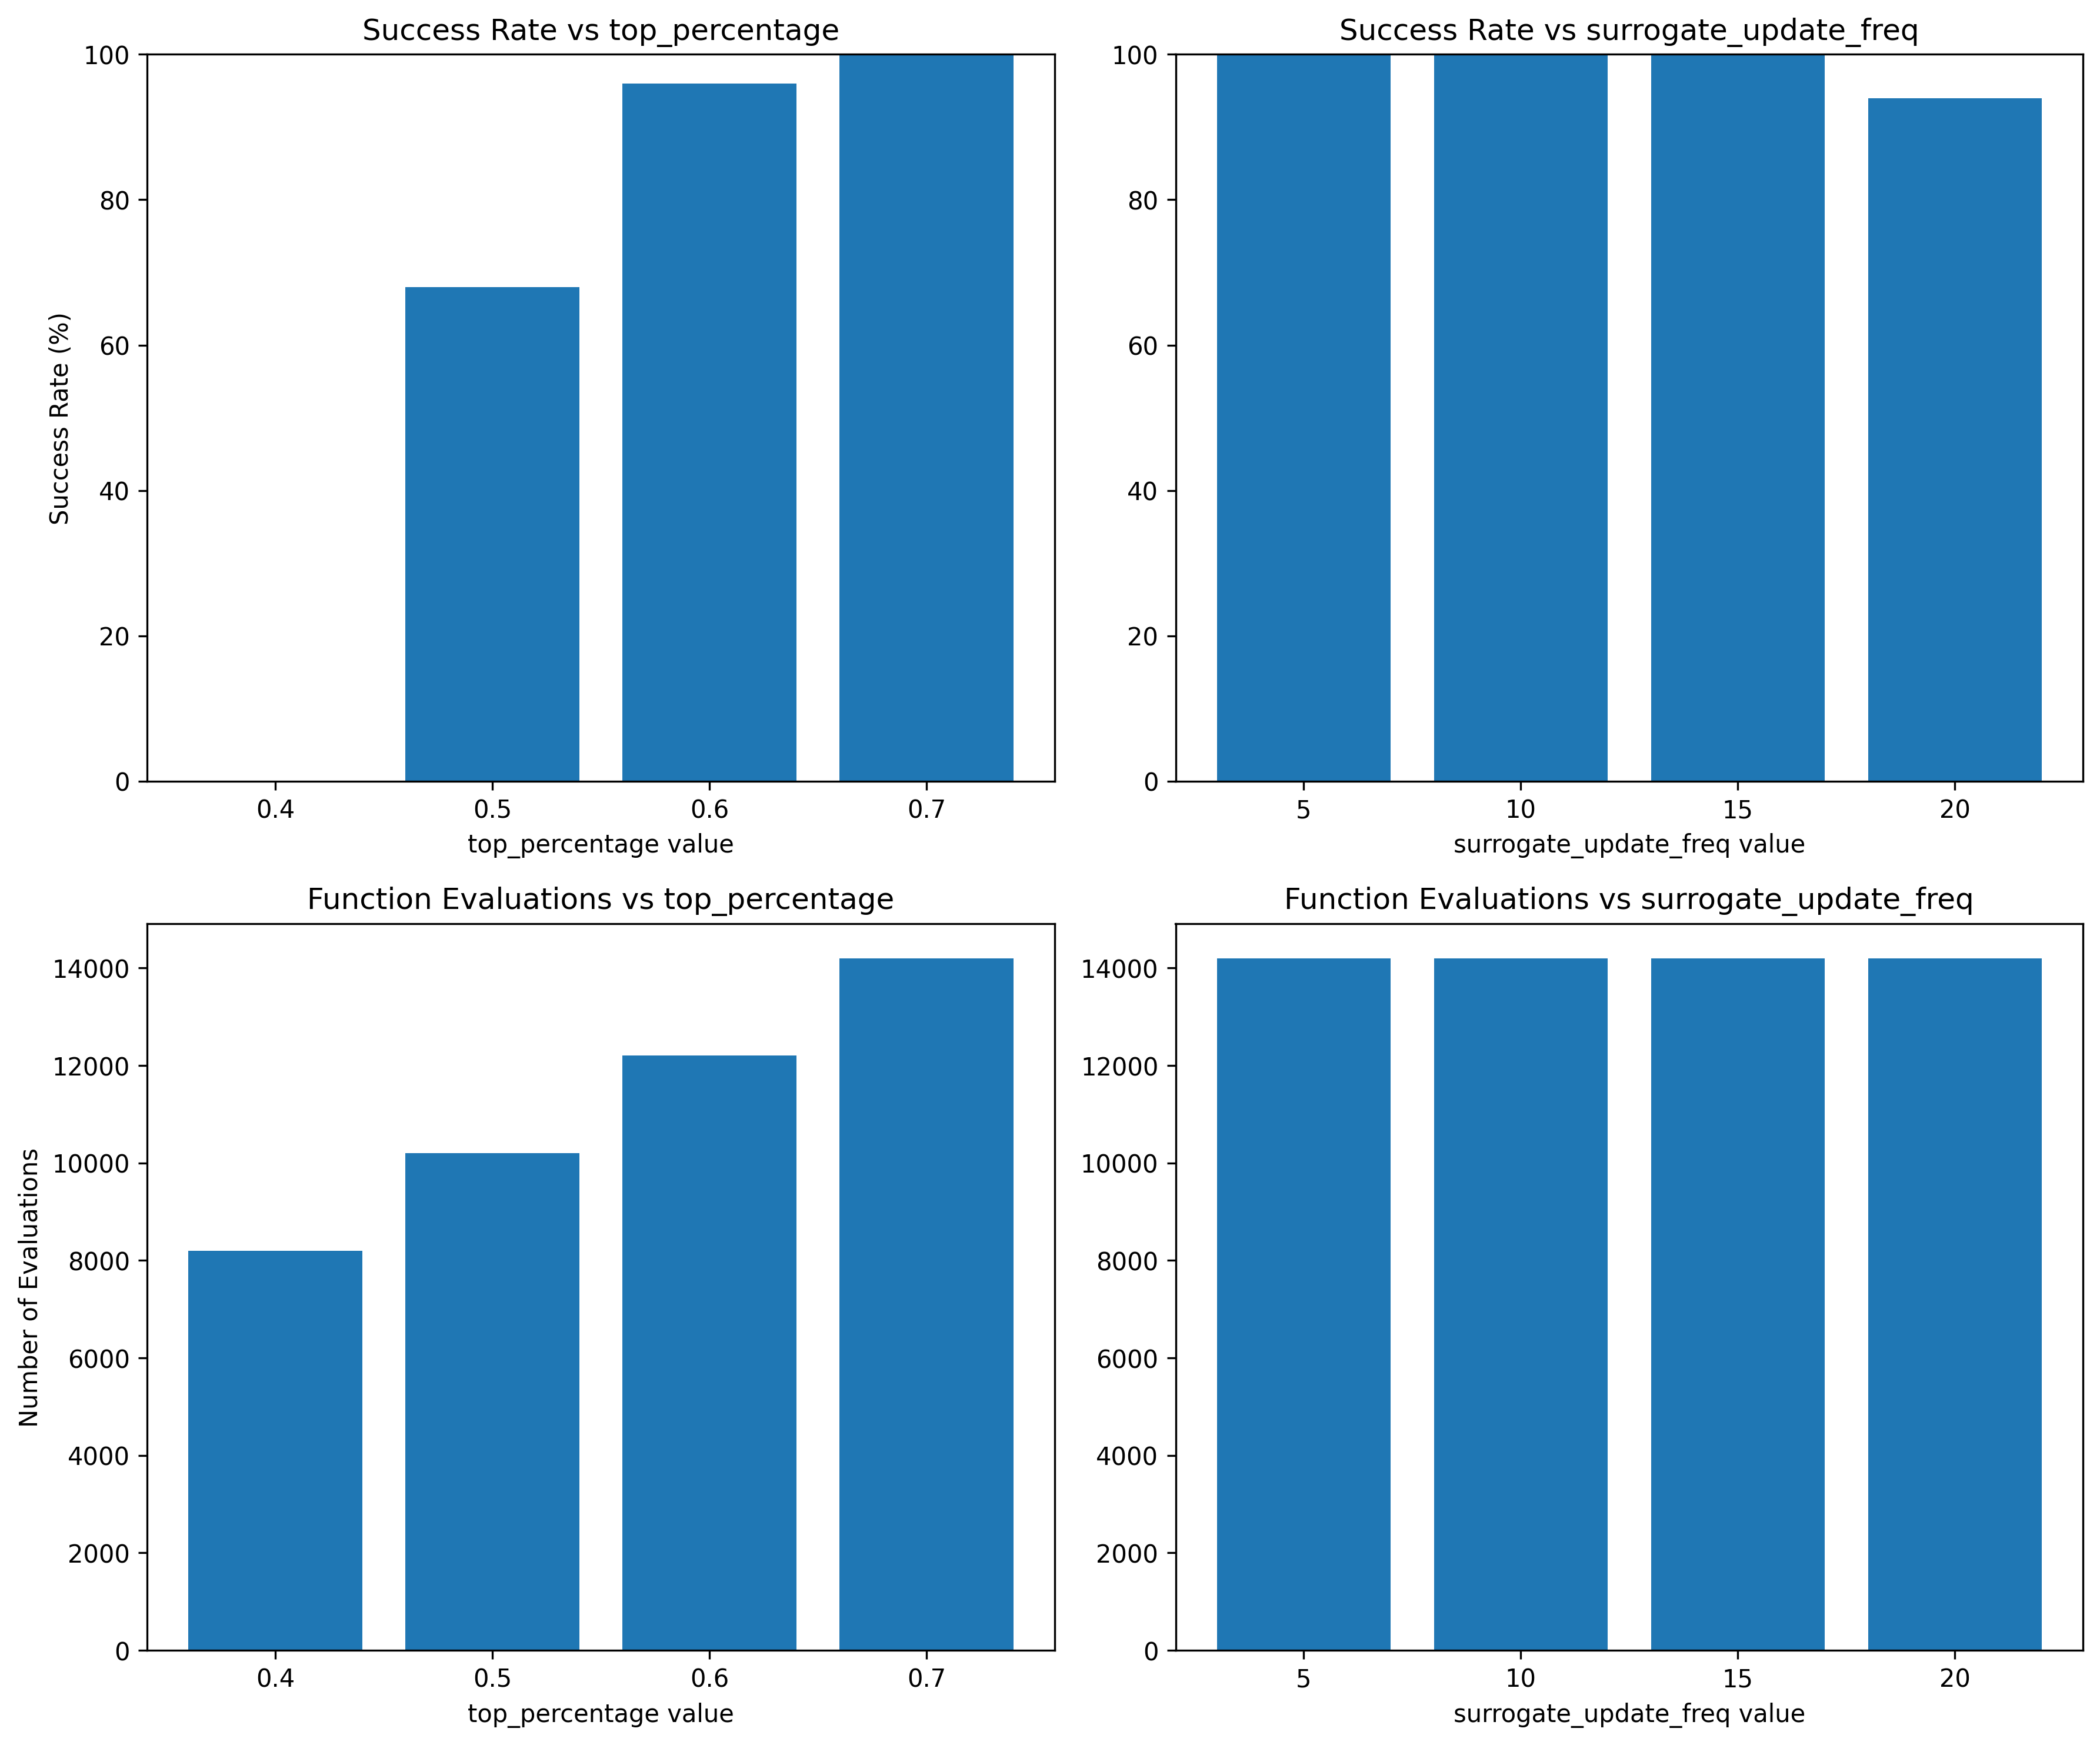 Success Rate vs top_percentage
Success Rate (%)
100
80
60
40
20
0
0.4 0.5 0.6 0.7
top_percentage value
Success Rate vs surrogate_update_freq
100
80
60
40
20
0
5 10 15 20
surrogate_update_freq value
Function Evaluations vs top_percentage
Number of Evaluations
14000
12000
10000
8000
6000
4000
2000
0
0.4 0.5 0.6 0.7
top_percentage value
Function Evaluations vs surrogate_update_freq
14000
12000
10000
8000
6000
4000
2000
0
5 10 15 20
surrogate_update_freq value